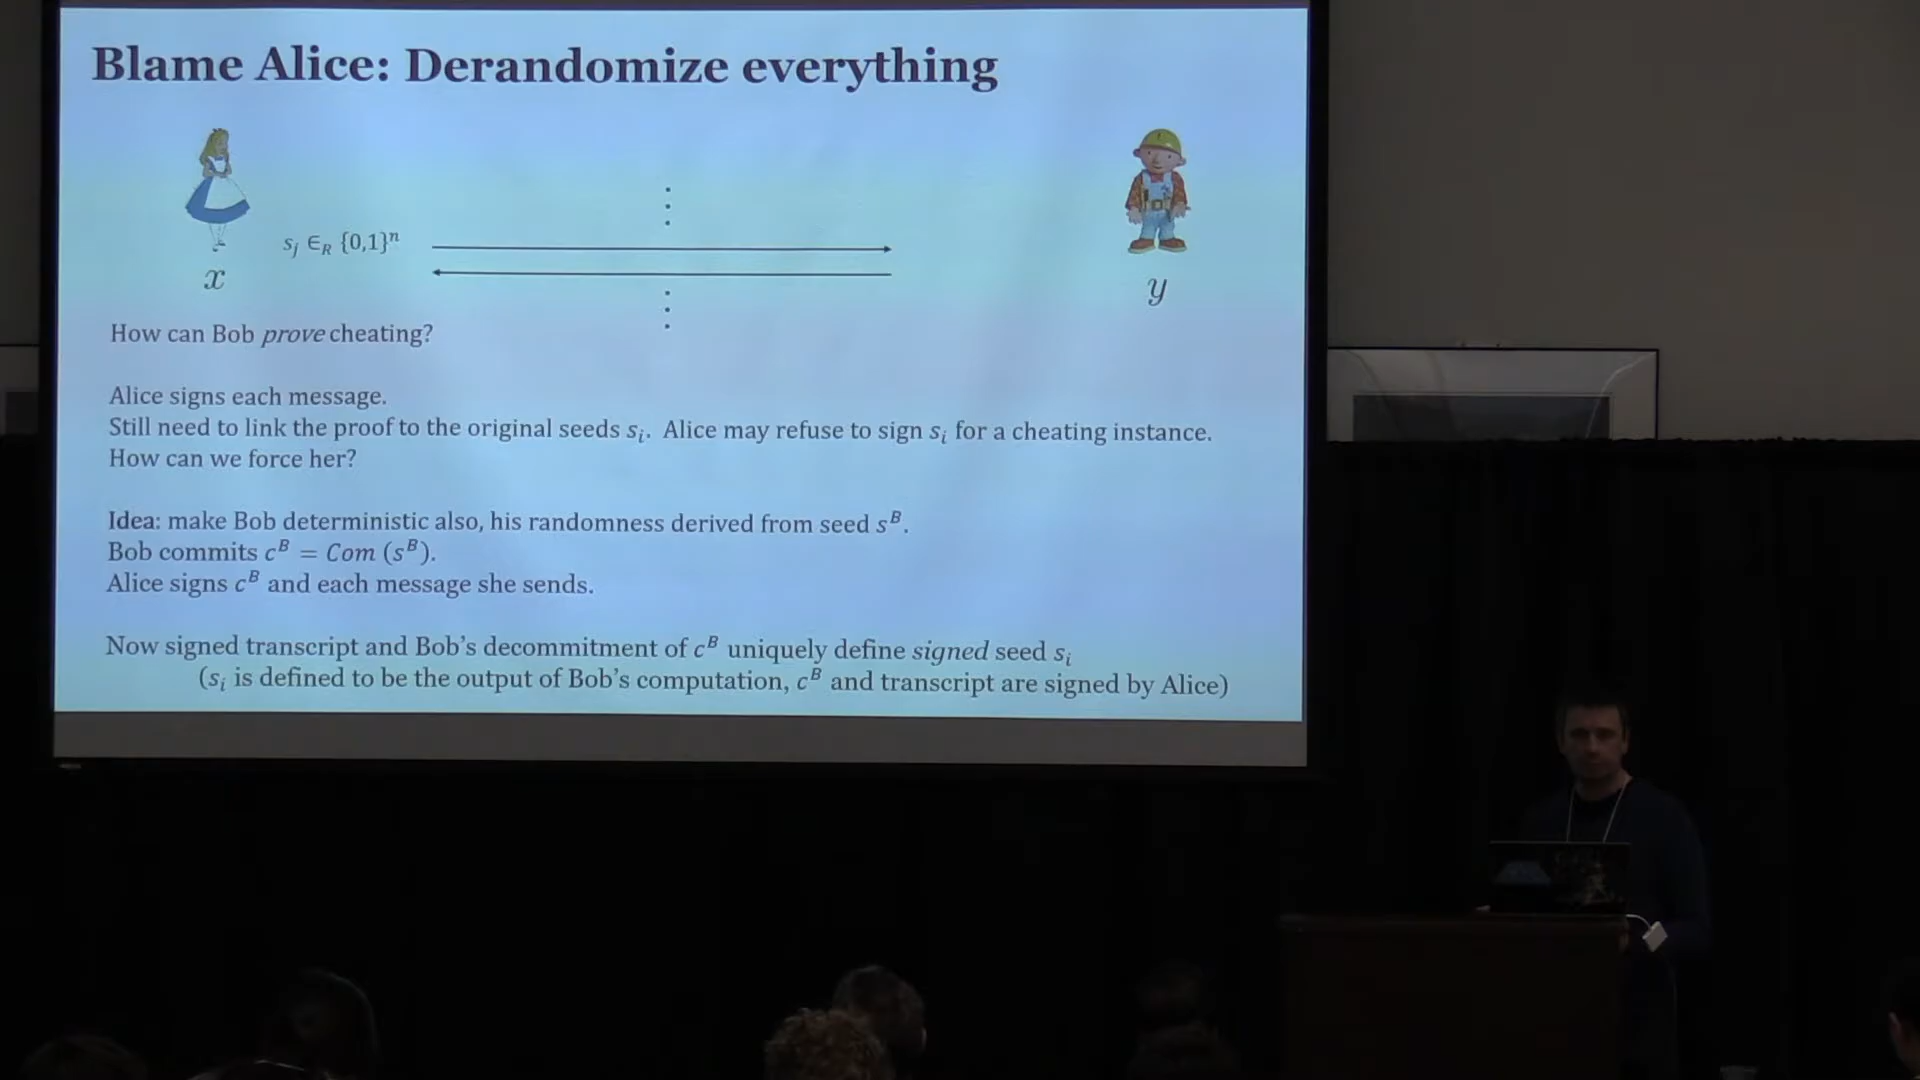 Blame Alice: Derandomize everything
s_j ∈_R {0,1}^n
x
y
How can Bob prove cheating?
Alice signs each message.
Still need to link the proof to the original seeds s_i. Alice may refuse to sign s_i for a cheating instance.
How can we force her?
Idea: make Bob deterministic also, his randomness derived from seed s^B.
Bob commits c^B = Com (s^B).
Alice signs c^B and each message she sends.
Now signed transcript and Bob's decommitment of c^B uniquely define signed seed s_i
(s_i is defined to be the output of Bob's computation, c^B and transcript are signed by Alice)